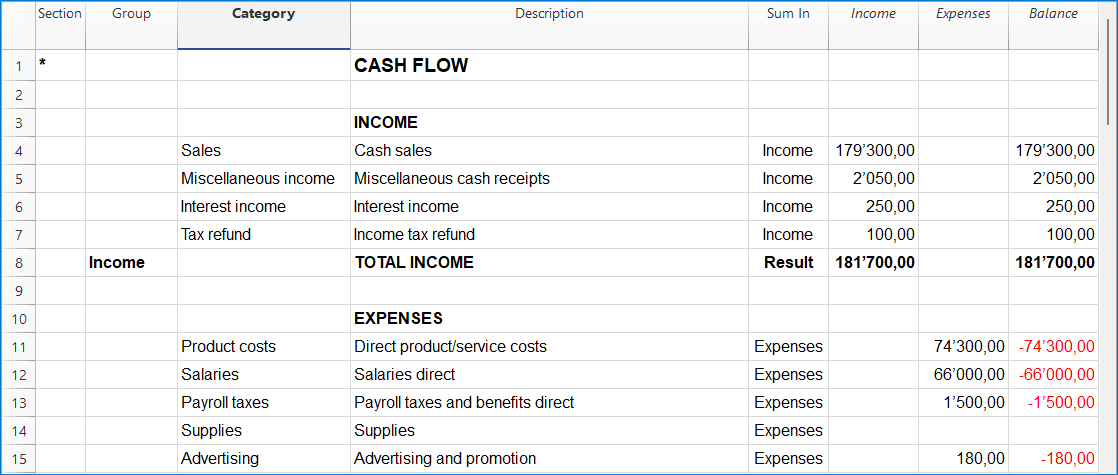 Section Group Category Description Sum In Income Expenses Balance
1 * CASH FLOW
2
3 INCOME
4 Sales Cash sales Income 179’300,00 179’300,00
5 Miscellaneous income Miscellaneous cash receipts Income 2’050,00 2’050,00
6 Interest income Interest income Income 250,00 250,00
7 Tax refund Income tax refund Income 100,00 100,00
8 Income TOTAL INCOME Result 181’700,00 181’700,00
9
10 EXPENSES
11 Product costs Direct product/service costs Expenses 74’300,00 -74’300,00
12 Salaries Salaries direct Expenses 66’000,00 -66’000,00
13 Payroll taxes Payroll taxes and benefits direct Expenses 1’500,00 -1’500,00
14 Supplies Supplies Expenses
15 Advertising Advertising and promotion Expenses 180,00 -180,00